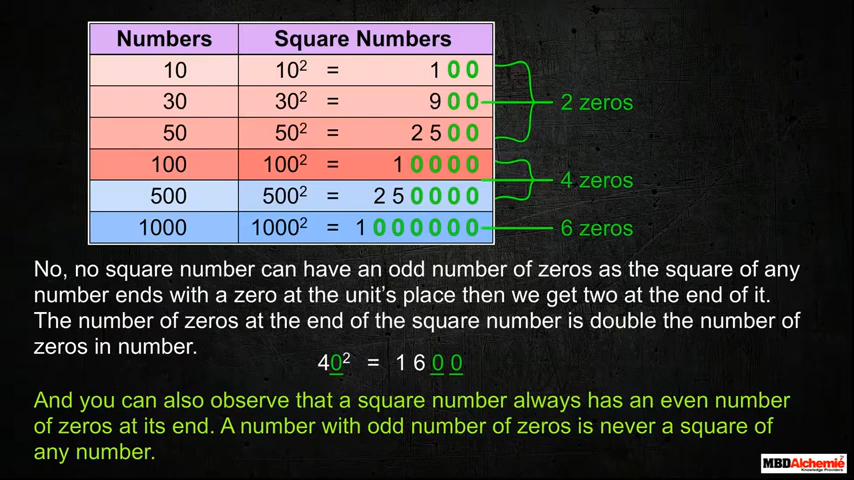 Numbers Square Numbers
10 10² = 100
30 30² = 900 2 zeros
50 50² = 2500
100 100² = 10000
4 zeros
500 500² = 250000
1000 1000² = 1000000 6 zeros
No, no square number can have an odd number of zeros as the square of any
number ends with a zero at the unit's place then we get two at the end of it.
The number of zeros at the end of the square number is double the number of
zeros in number.
40² = 1600
And you can also observe that a square number always has an even number
of zeros at its end. A number with odd number of zeros is never a square of
any number.
MBDAlchemie
Knowledge Providers